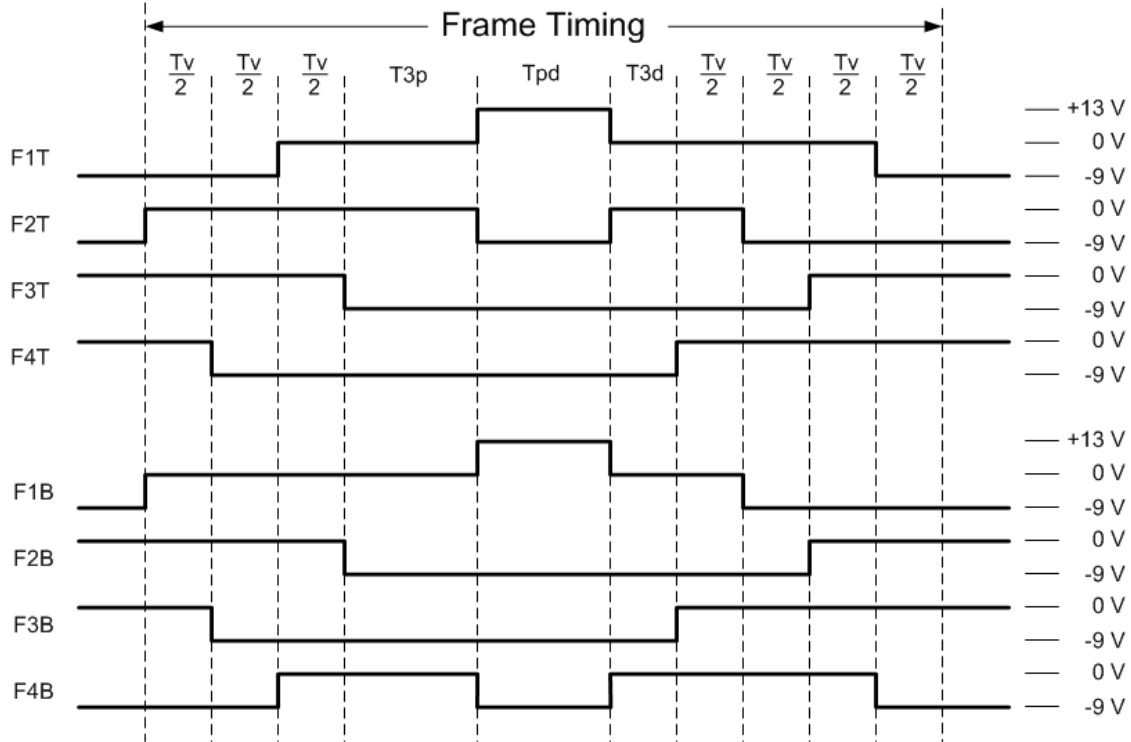 Frame Timing
Tv/2 Tv/2 Tv/2 T3p Tpd T3d Tv/2 Tv/2 Tv/2 Tv/2
+13 V
F1T 0 V
-9 V
F2T 0 V
-9 V
F3T 0 V
-9 V
F4T 0 V
-9 V
+13 V
F1B 0 V
-9 V
F2B 0 V
-9 V
F3B 0 V
-9 V
F4B 0 V
-9 V